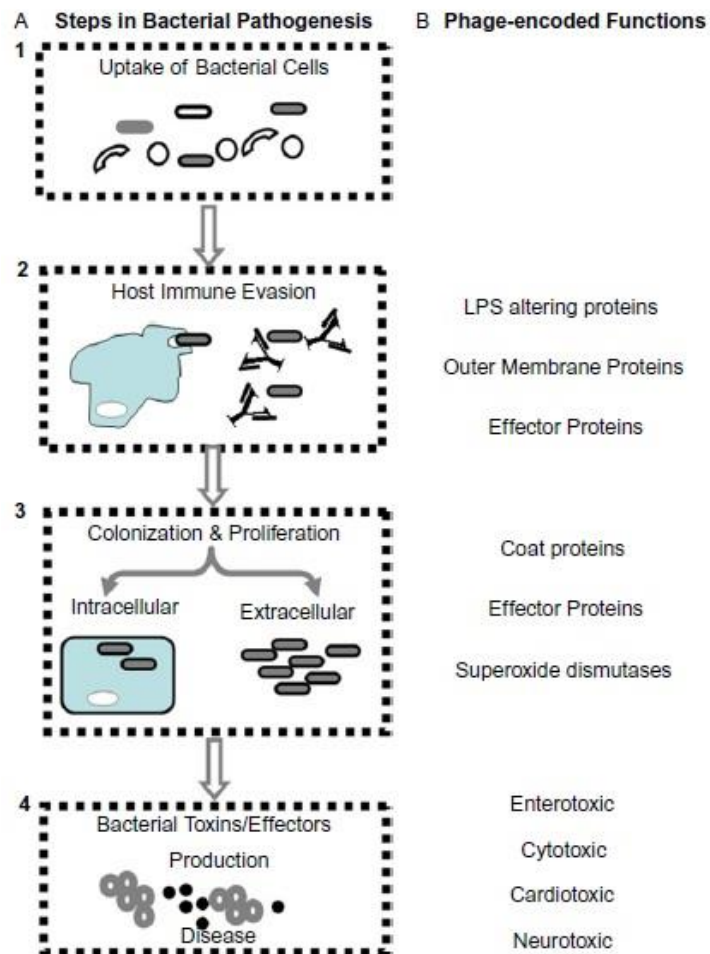 A Steps in Bacterial Pathogenesis
B Phage-encoded Functions
1
Uptake of Bacterial Cells
2
Host Immune Evasion
LPS altering proteins
Outer Membrane Proteins
Effector Proteins
3
Colonization & Proliferation
Intracellular
Extracellular
Coat proteins
Effector Proteins
Superoxide dismutases
4
Bacterial Toxins/Effectors
Production
Disease
Enterotoxic
Cytotoxic
Cardiotoxic
Neurotoxic